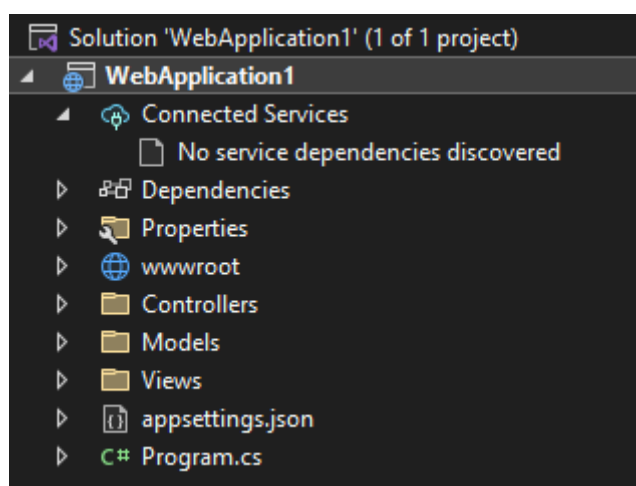 Solution 'WebApplication1' (1 of 1 project)
WebApplication1
Connected Services
No service dependencies discovered
Dependencies
Properties
wwwroot
Controllers
Models
Views
appsettings.json
C# Program.cs